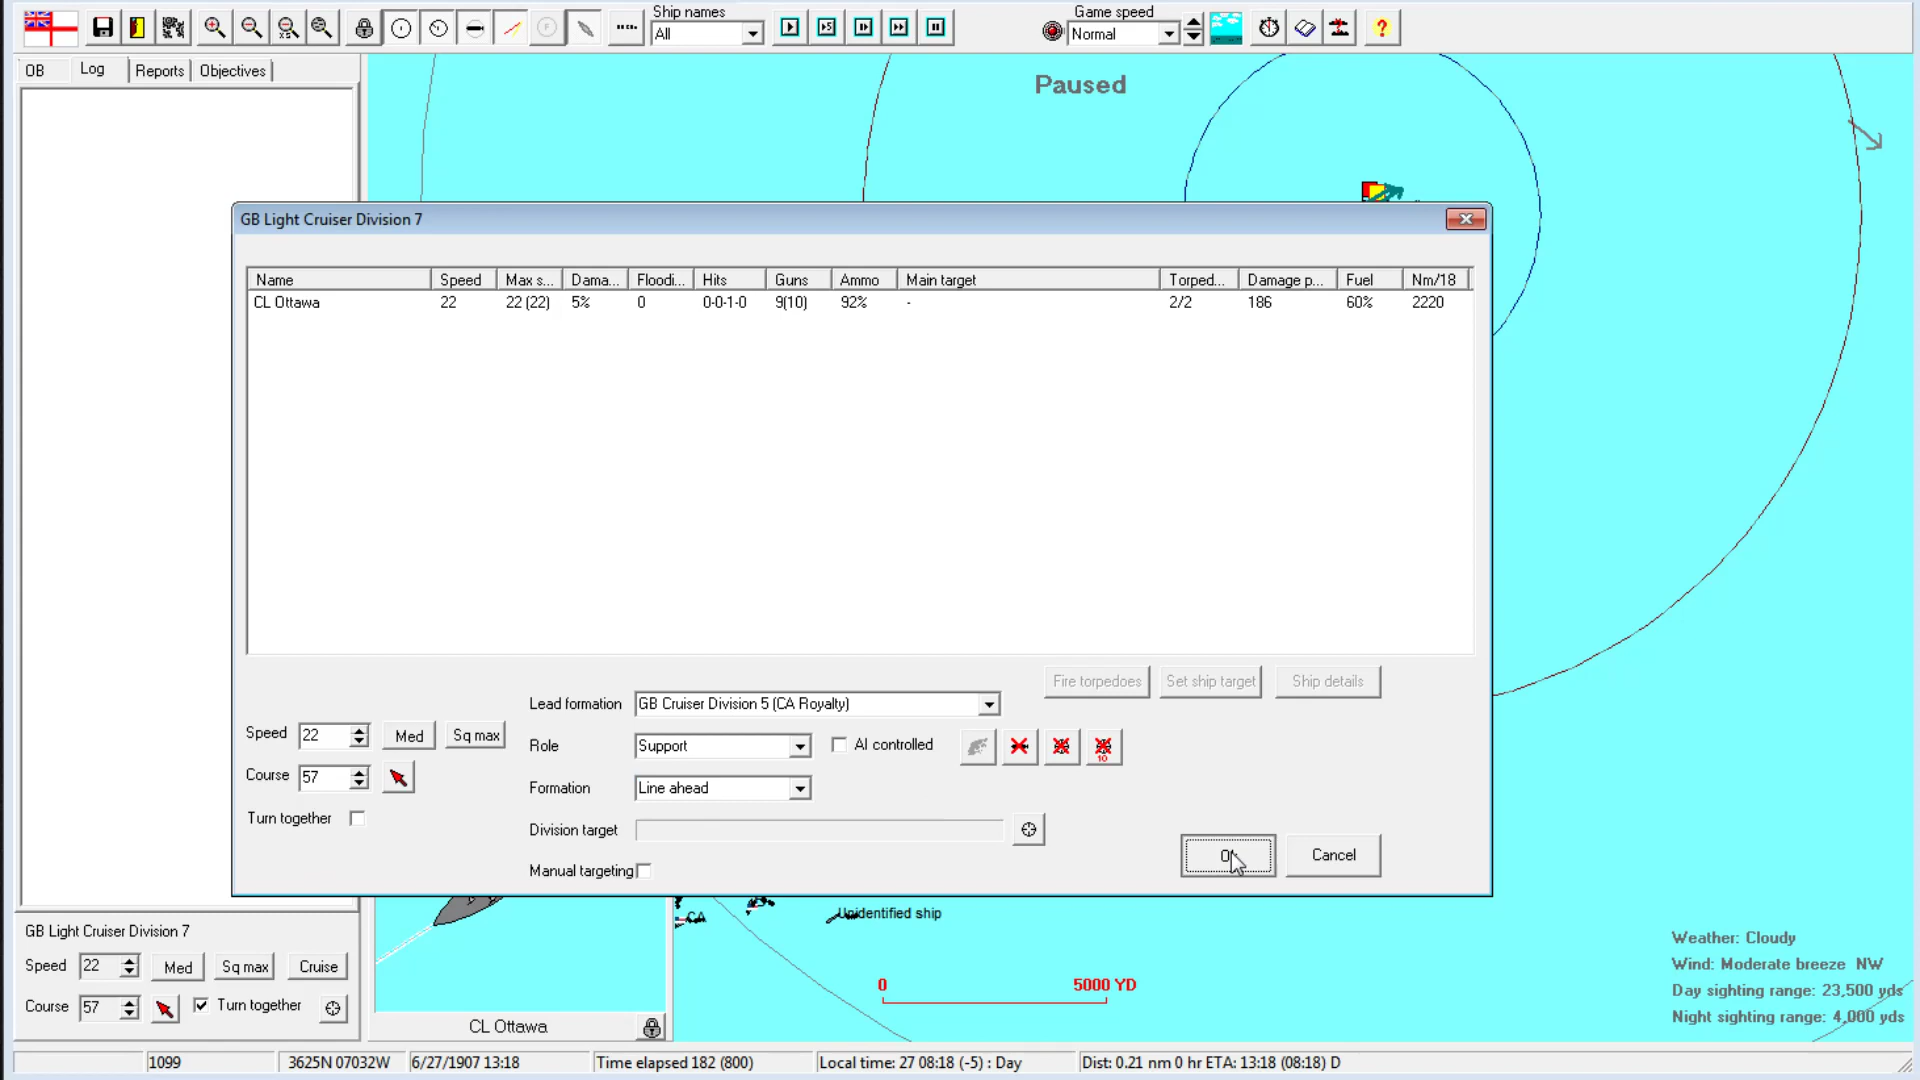 Ship names
All
Game speed
Normal
OB
Log
Reports
Objectives
Paused
GB Light Cruiser Division 7
Name Speed Max s... Dama... Floodi... Hits Guns Ammo Main target Torped... Damage p... Fuel Nm/18
CL Ottawa 22 22 (22) 5% 0 0-0-1-0 9(10) 92% - 2/2 186 60% 2220
Fire torpedoes
Set ship target
Ship details
Lead formation GB Cruiser Division 5 (CA Royalty)
Speed 22 Med Sq max
Role Support AI controlled
10
Course 57
Formation Line ahead
Turn together
Division target
Manual targeting
Cancel
CA
Unidentified ship
GB Light Cruiser Division 7
Speed 22 Med Sq max Cruise
Course 57 Turn together
CL Ottawa
0 5000 YD
Weather: Cloudy
Wind: Moderate breeze NW
Day sighting range: 23,500 yds
Night sighting range: 4,000 yds
1099 3625N 07032W 6/27/1907 13:18 Time elapsed 182 (800) Local time: 27 08:18 (-5) : Day Dist: 0.21 nm 0 hr ETA: 13:18 (08:18) D